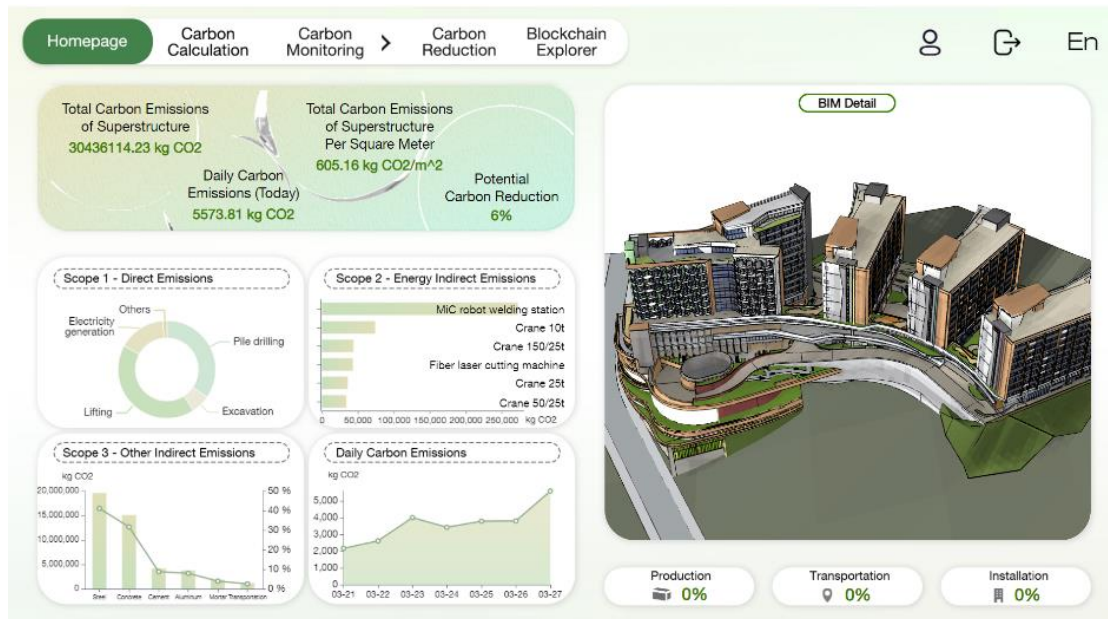 Homepage
Carbon
Calculation
Carbon
Monitoring
Carbon
Reduction
Blockchain
Explorer
En
Total Carbon Emissions
of Superstructure
30436114.23 kg CO2
Total Carbon Emissions
of Superstructure
Per Square Meter
605.16 kg CO2/m^2
Daily Carbon
Emissions (Today)
5573.81 kg CO2
Potential
Carbon Reduction
6%
BIM Detail
Scope 1 - Direct Emissions
Others
Electricity
generation
Pile drilling
Lifting
Excavation
Scope 2 - Energy Indirect Emissions
MiC robot welding station
Crane 10t
Crane 150/25t
Fiber laser cutting machine
Crane 25t
Crane 50/25t
0 50,000 100,000 150,000 200,000 250,000 kg CO2
Scope 3 - Other Indirect Emissions
kg CO2
20,000,000 50 %
15,000,000 40 %
30 %
10,000,000
20 %
5,000,000 10 %
0 0 %
Steel Concrete Cement Aluminum Mortar Transportation
Daily Carbon Emissions
kg CO2
5,000
4,000
3,000
2,000
1,000
0
03-21 03-22 03-23 03-24 03-25 03-26 03-27
Production
0%
Transportation
0%
Installation
0%